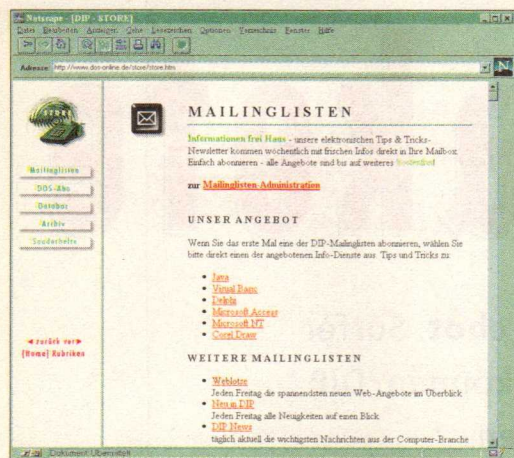 Netscape - [DIP - STORE]
Datei Bearbeiten Anzeigen Gehe Lesezeichen Optionen Verzeichnis Fenster Hilfe
Adresse: http://www.dos-online.de/store/store.htm
STORE
Mailinglisten
DOS-Abo
Databox
Archiv
Sonderhefte
zurück vor
[Home] Rubriken
MAILINGLISTEN
Informationen frei Haus - unsere elektronischen Tips & Tricks-
Newsletter kommen wöchentlich mit frischen Infos direkt in Ihre Mailbox.
Einfach abonnieren - alle Angebote sind bis auf weiteres kostenlos!
zur Mailinglisten-Administration
UNSER ANGEBOT
Wenn Sie das erste Mal eine der DIP-Mailinglisten abonnieren, wählen Sie
bitte direkt einen der angebotenen Info-Dienste aus. Tips und Tricks zu:
Java
Virtual Basic
Delphi
Microsoft Access
Microsoft NT
Corel Draw
WEITERE MAILINGLISTEN
Weblotse
Jeden Freitag die spannendsten neuen Web-Angebote im Überblick
Neu in DIP
Jeden Freitag alle Neuigkeiten auf einen Blick
DIP News
täglich aktuell die wichtigsten Nachrichten aus der Computer-Branche
Dokument: Übermittelt